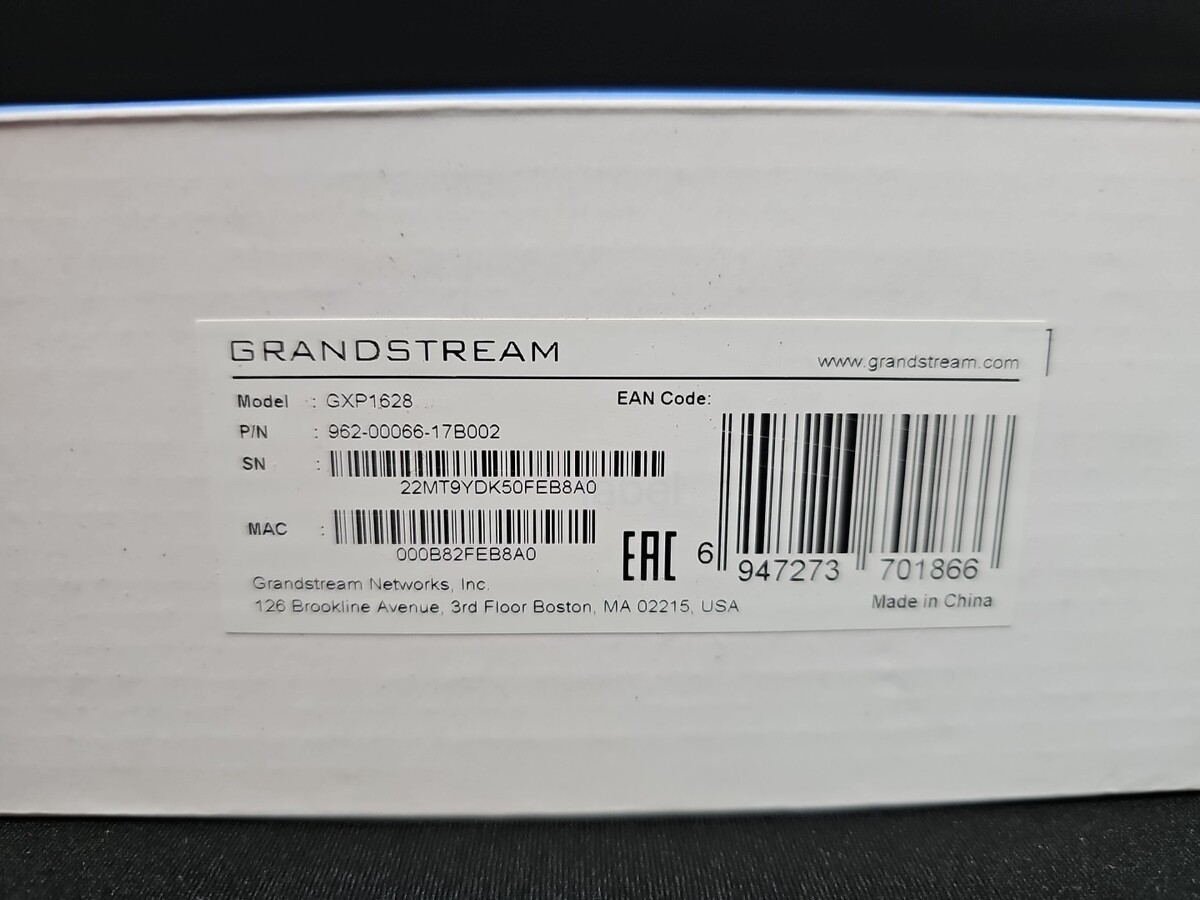 GRANDSTREAM
www.grandstream.com
Model : GXP1628
EAN Code:
P/N : 962-00066-17B002
SN :
22MT9YDK50FEB8A0
MAC :
000B82FEB8A0
EAC
6 947273 701866
Grandstream Networks, Inc.
126 Brookline Avenue, 3rd Floor Boston, MA 02215, USA
Made in China